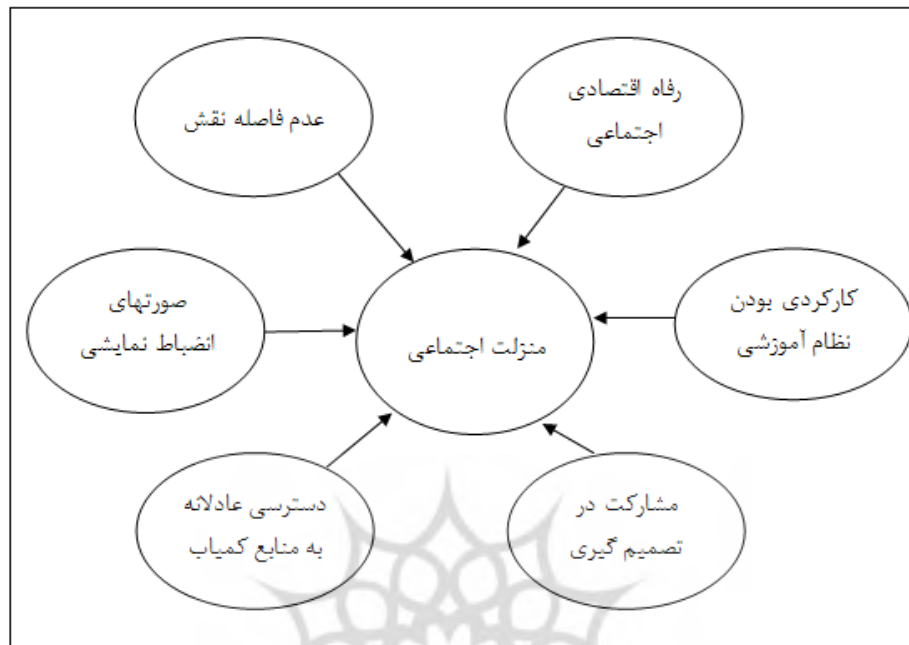 رفاه اقتصادی
اجتماعی
عدم فاصله نقش
کارکردی بودن
نظام آموزشی
منزلت اجتماعی
صورتهای
انضباط نمایشی
مشارکت در
تصمیم گیری
دسترسی عادلانه
به منابع کمیاب